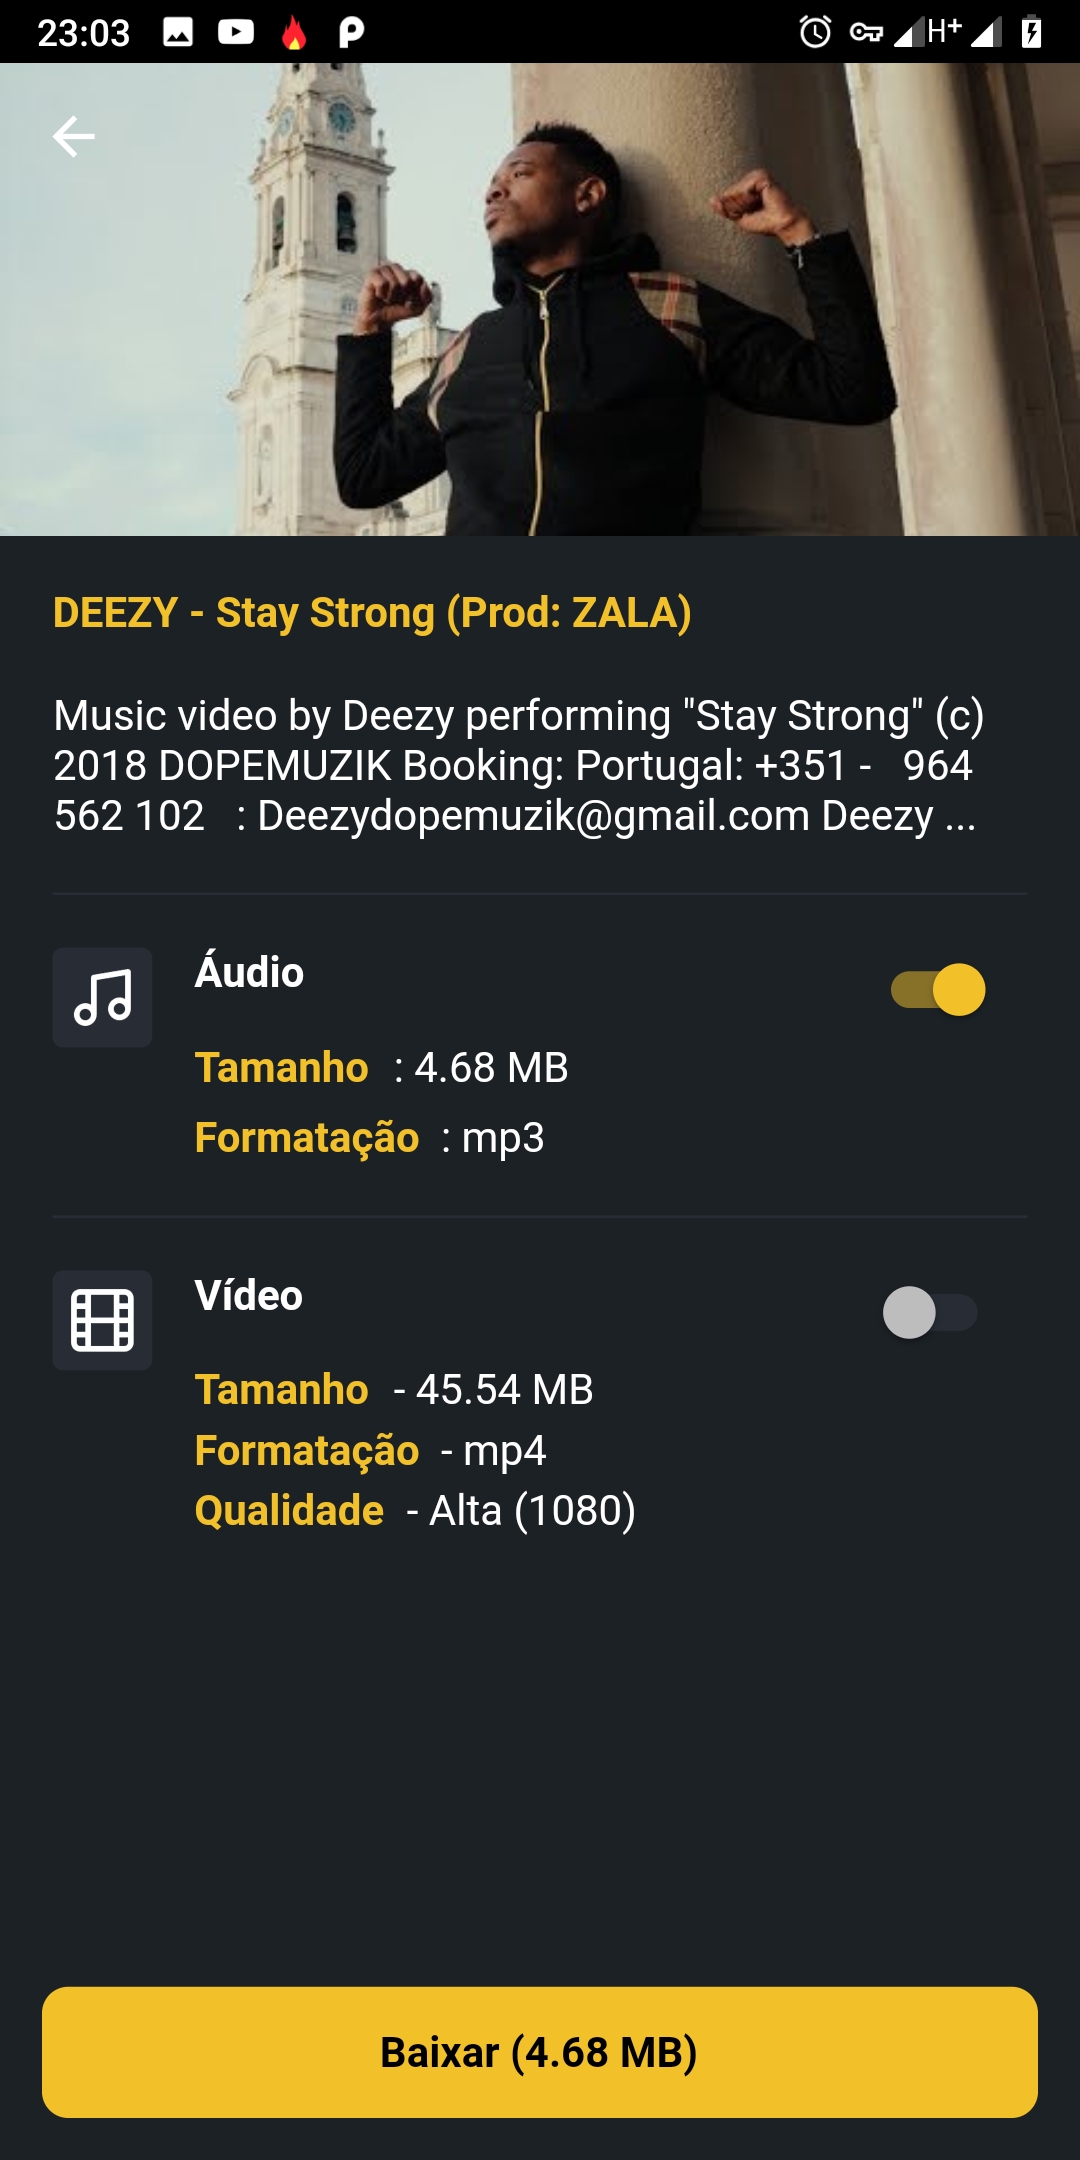 23:03 H+
DEEZY - Stay Strong (Prod: ZALA)
Music video by Deezy performing "Stay Strong" (c)
2018 DOPEMUZIK Booking: Portugal: +351 - 964
562 102 : Deezydopemuzik@gmail.com Deezy ...
Áudio
Tamanho : 4.68 MB
Formatação : mp3
Vídeo
Tamanho - 45.54 MB
Formatação - mp4
Qualidade - Alta (1080)
Baixar (4.68 MB)